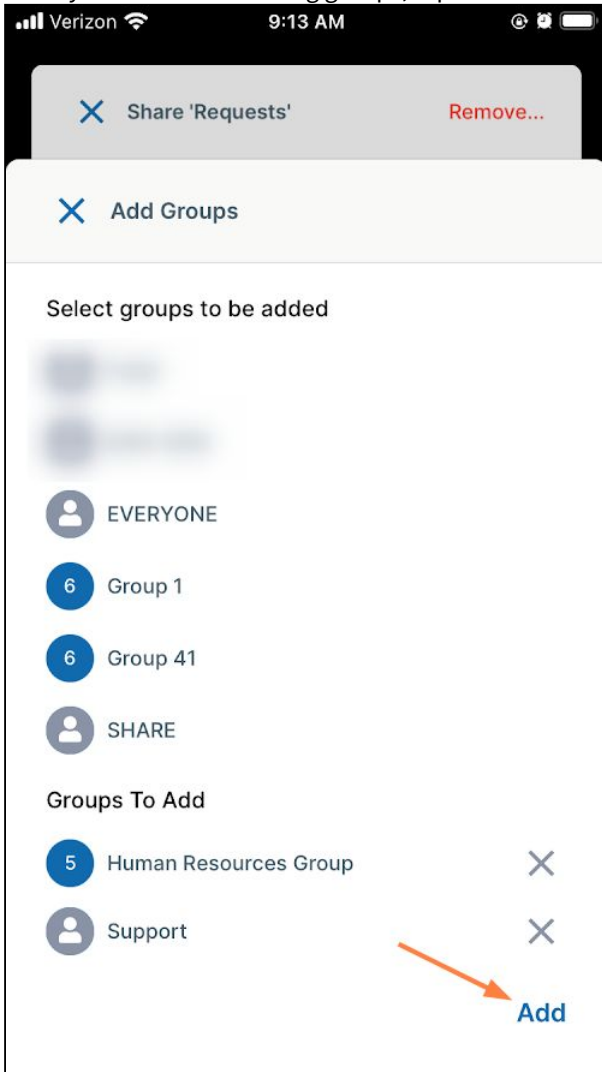 Verizon 9:13 AM
Share 'Requests' Remove...
Add Groups
Select groups to be added
EVERYONE
6 Group 1
6 Group 41
SHARE
Groups To Add
5 Human Resources Group
Support
Add